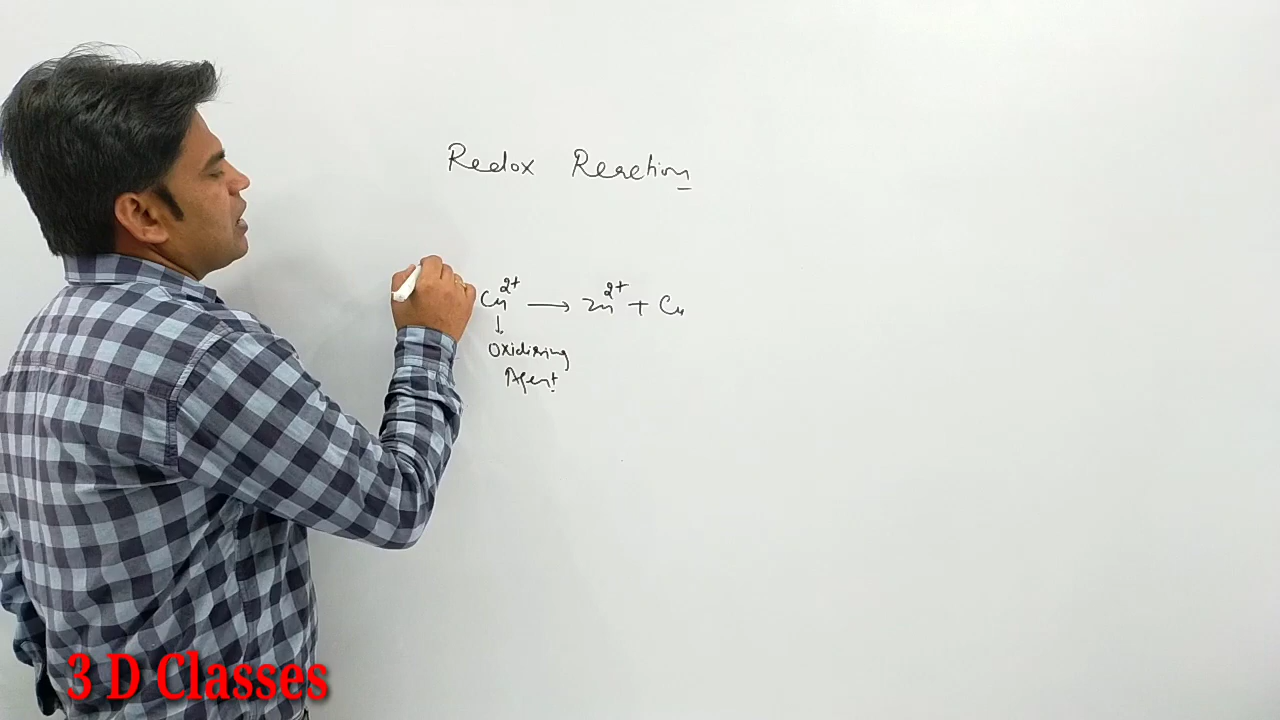 Redox Reaction
Cu²⁺ → Zn²⁺ + Cu
↓
Oxidising
Agent
3 D Classes